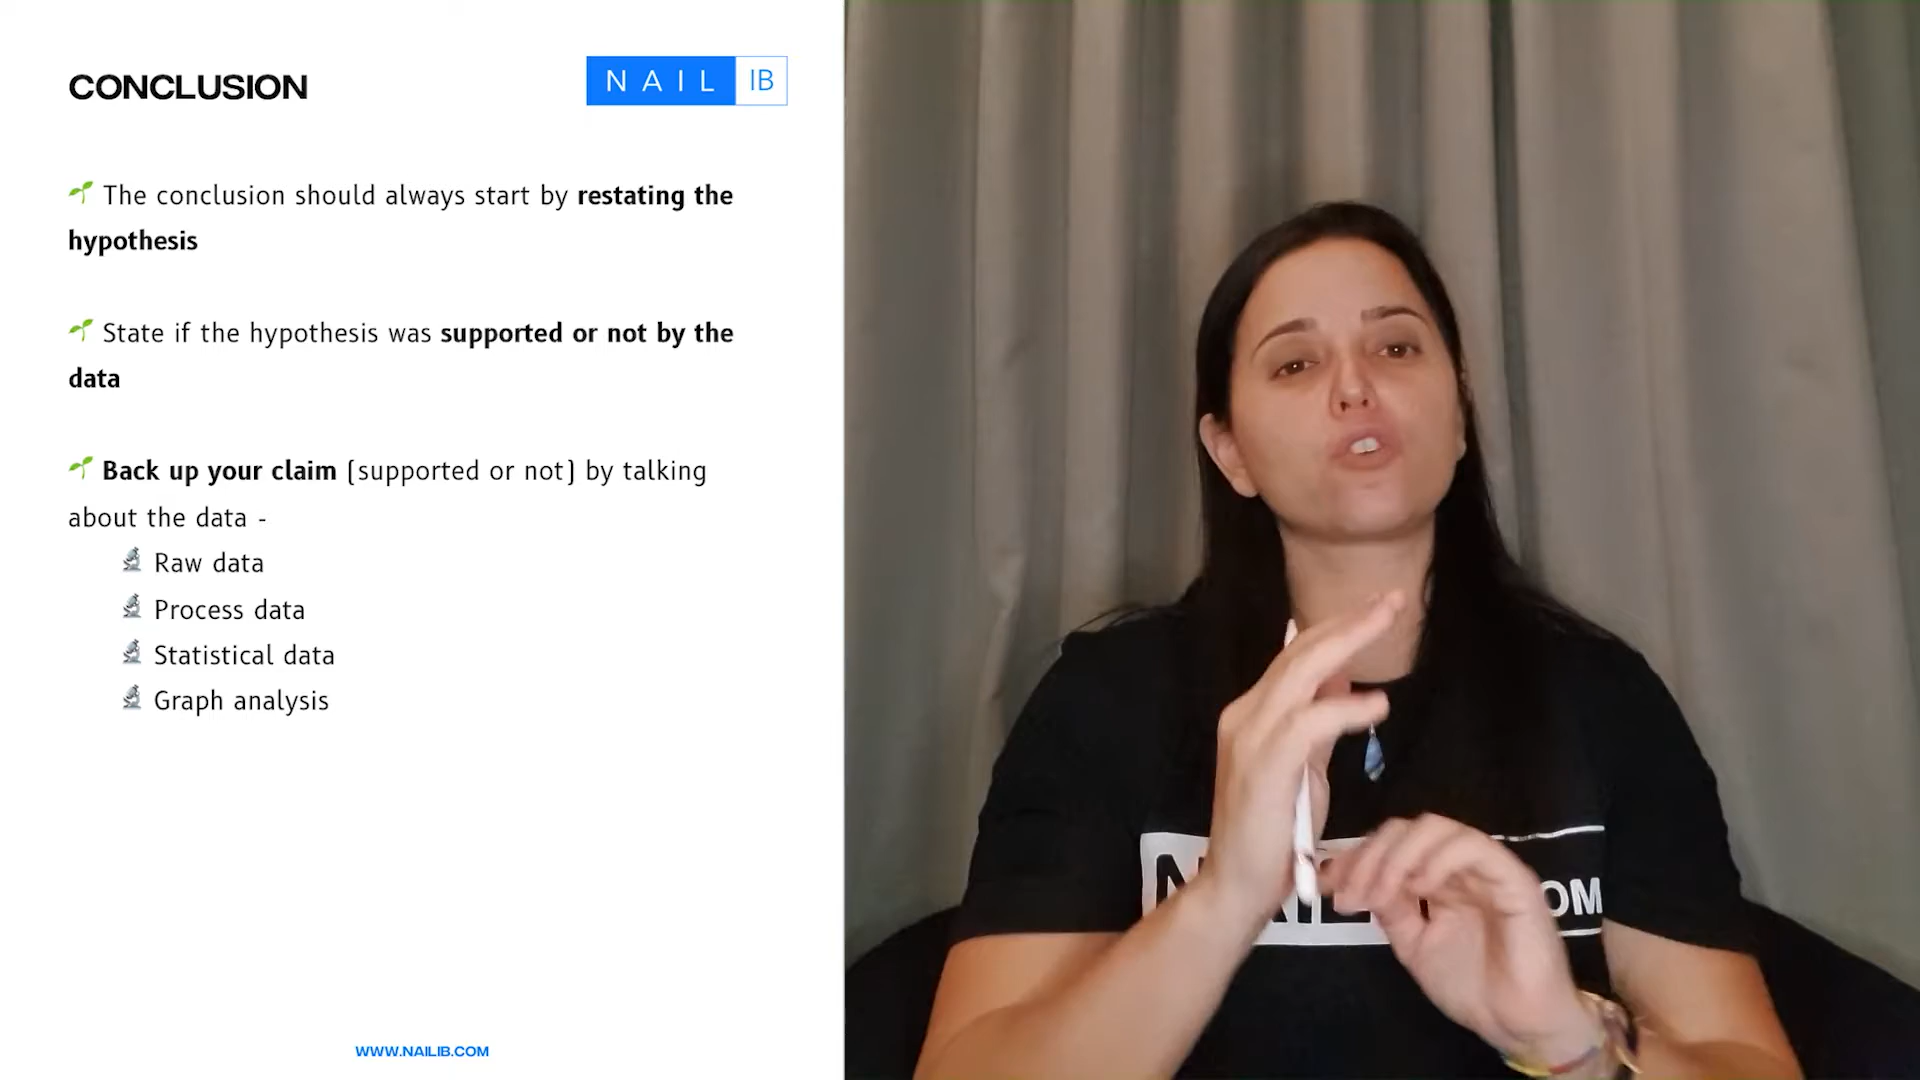 CONCLUSION
NAIL IB
The conclusion should always start by restating the
hypothesis
State if the hypothesis was supported or not by the
data
Back up your claim (supported or not) by talking
about the data -
Raw data
Process data
Statistical data
Graph analysis
WWW.NAILIB.COM